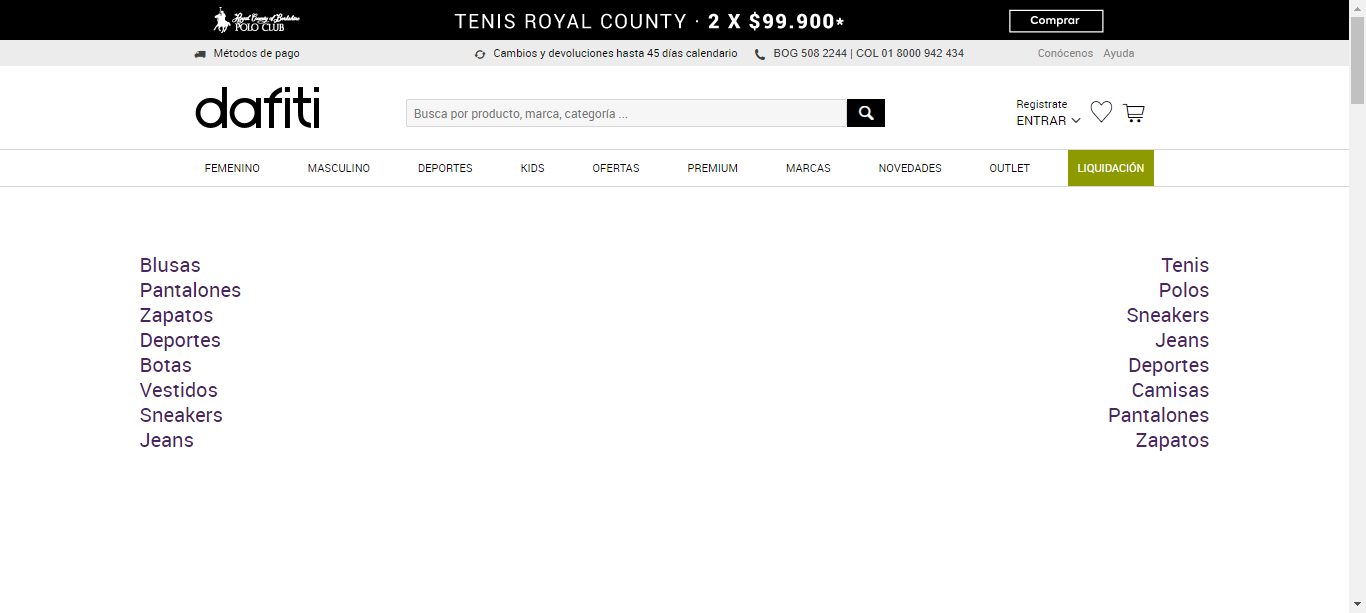 Royal County of Berkshire
POLO CLUB
TENIS ROYAL COUNTY · 2 X $99.900*
Comprar
Métodos de pago
Cambios y devoluciones hasta 45 días calendario
BOG 508 2244 | COL 01 8000 942 434
Conócenos
Ayuda
dafiti
Busca por producto, marca, categoría ...
Registrate
ENTRAR
FEMENINO
MASCULINO
DEPORTES
KIDS
OFERTAS
PREMIUM
MARCAS
NOVEDADES
OUTLET
LIQUIDACIÓN
Blusas
Pantalones
Zapatos
Deportes
Botas
Vestidos
Sneakers
Jeans
Tenis
Polos
Sneakers
Jeans
Deportes
Camisas
Pantalones
Zapatos